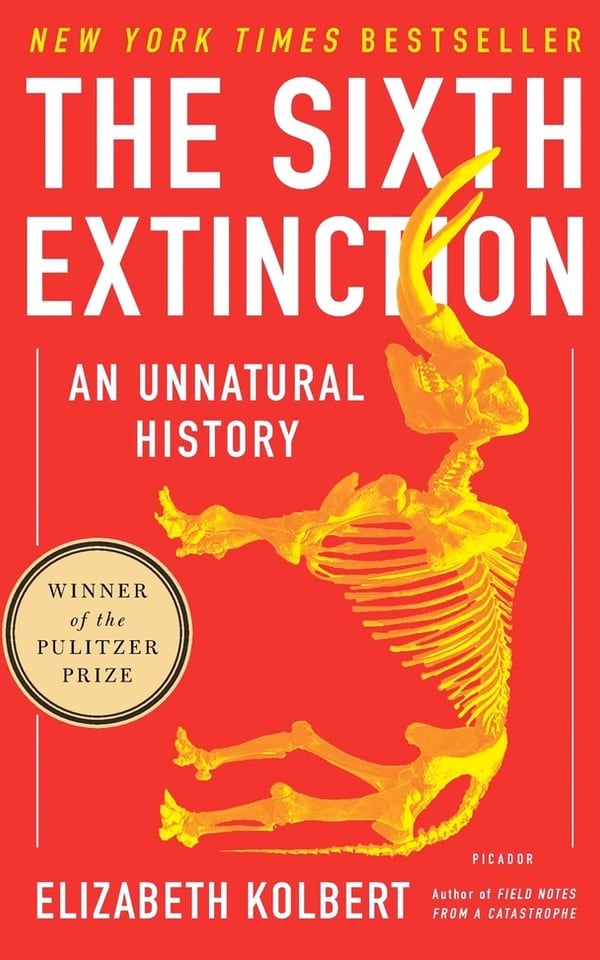 NEW YORK TIMES BESTSELLER
THE SIXTH
EXTINCTION
AN UNNATURAL
HISTORY
WINNER
of the
PULITZER
PRIZE
PICADOR
ELIZABETH KOLBERT
Author of FIELD NOTES
FROM A CATASTROPHE